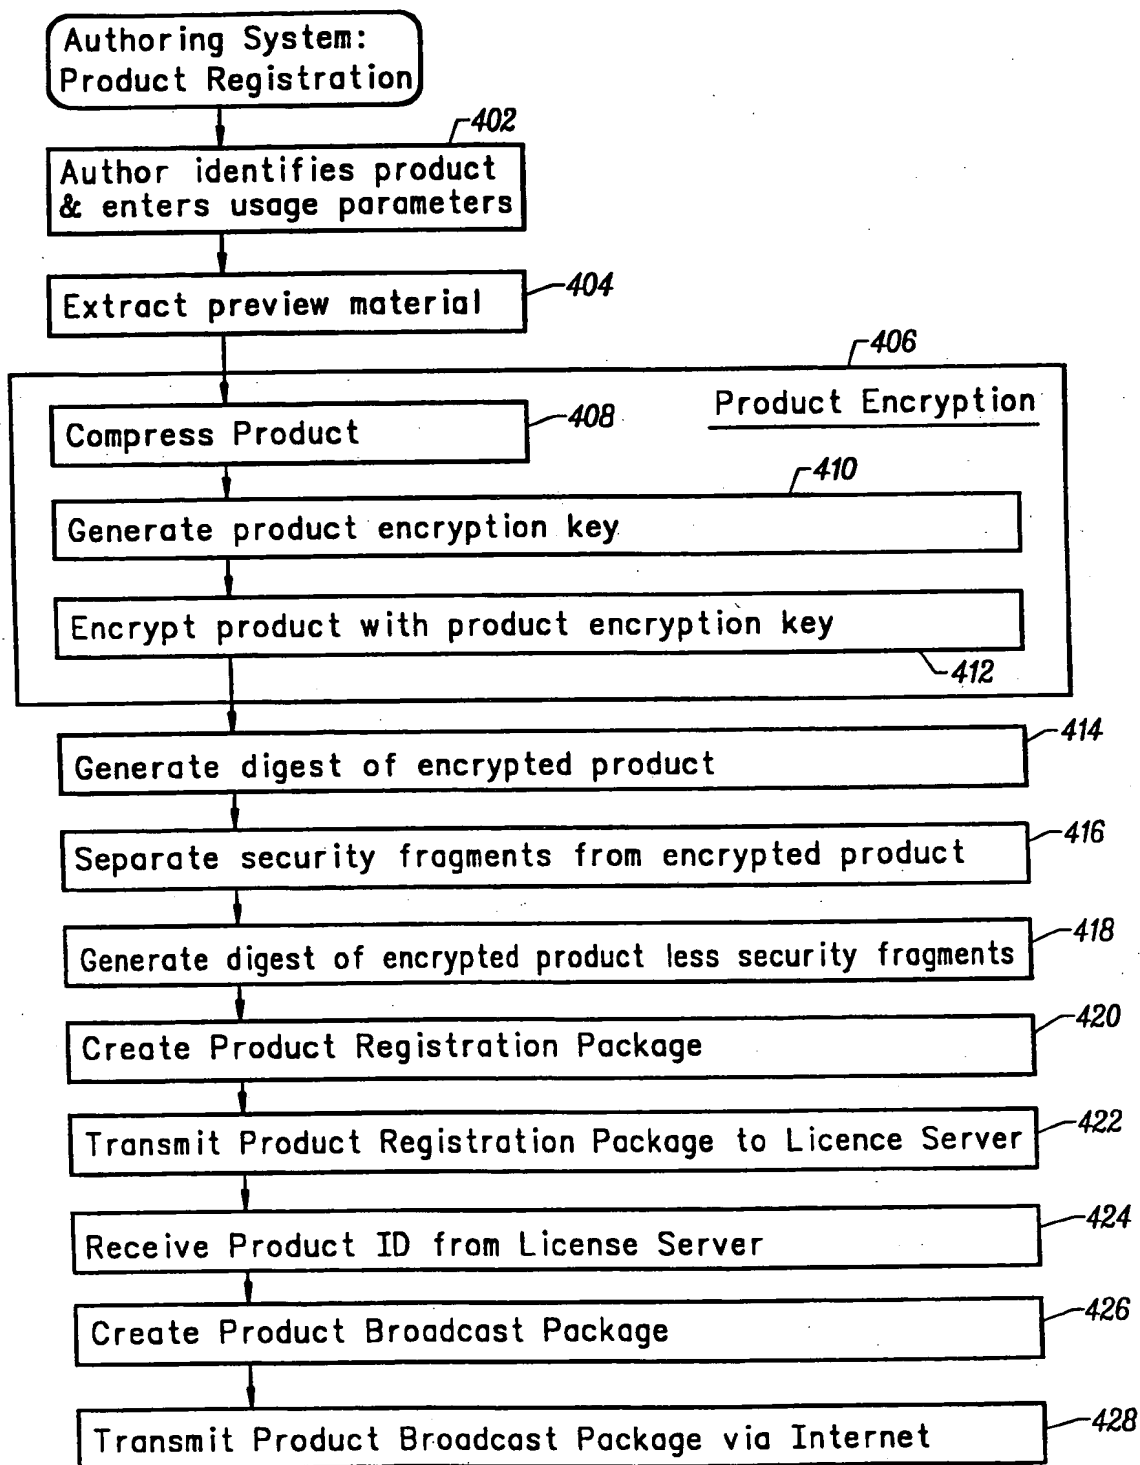 Authoring System:
Product Registration
402
Author identifies product
& enters usage parameters
404
Extract preview material
406
Product Encryption
408
Compress Product
410
Generate product encryption key
Encrypt product with product encryption key
412
414
Generate digest of encrypted product
416
Separate security fragments from encrypted product
418
Generate digest of encrypted product less security fragments
420
Create Product Registration Package
422
Transmit Product Registration Package to Licence Server
424
Receive Product ID from License Server
426
Create Product Broadcast Package
428
Transmit Product Broadcast Package via Internet